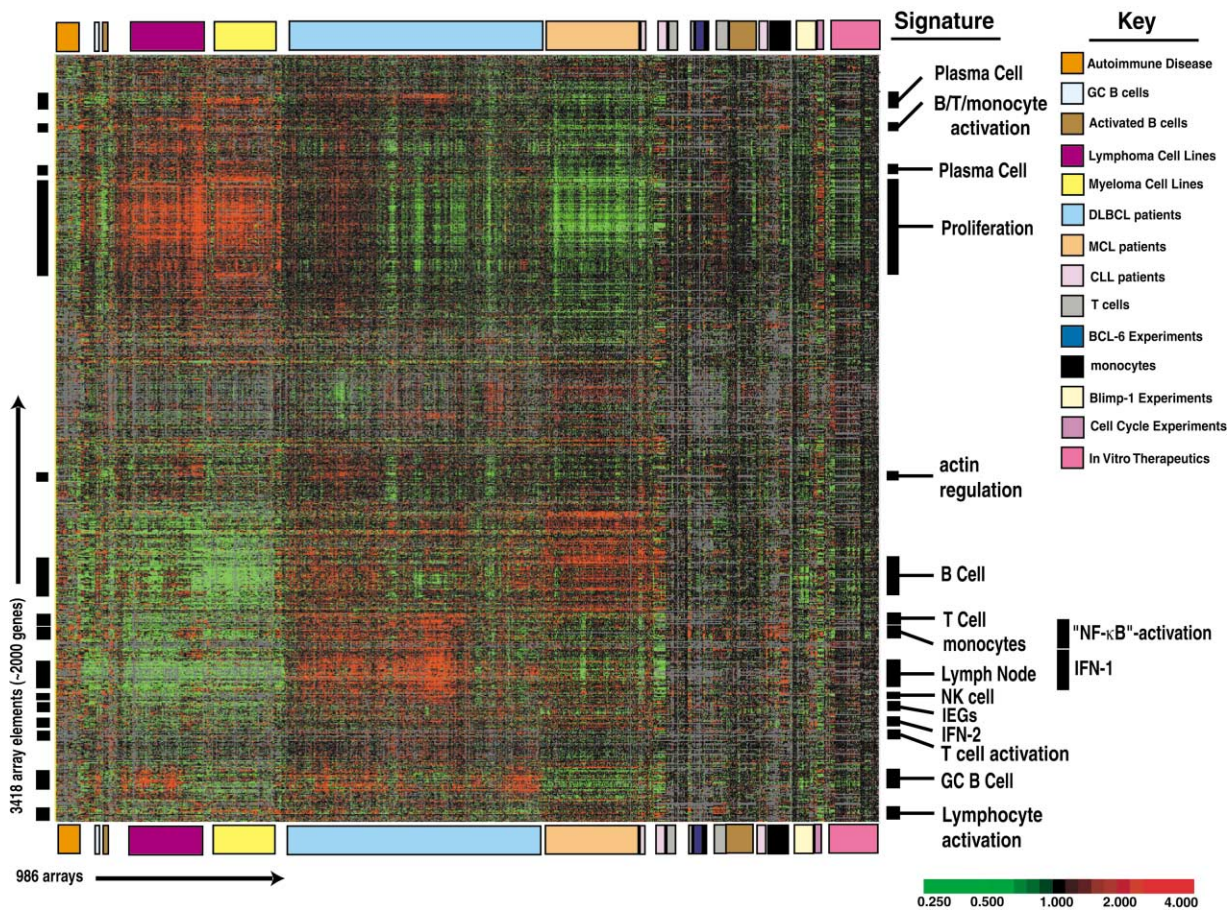 Signature
Key
Plasma Cell
B/T/monocyte
activation
Plasma Cell
Proliferation
actin
regulation
B Cell
T Cell
monocytes
Lymph Node
NK cell
IEGs
IFN-2
T cell activation
GC B Cell
Lymphocyte
activation
Autoimmune Disease
GC B cells
Activated B cells
Lymphoma Cell Lines
Myeloma Cell Lines
DLBCL patients
MCL patients
CLL patients
T cells
BCL-6 Experiments
monocytes
Blimp-1 Experiments
Cell Cycle Experiments
In Vitro Therapeutics
"NF-κB"-activation
IFN-1
3418 array elements (~2000 genes)
986 arrays
0.250 0.500 1.000 2.000 4.000